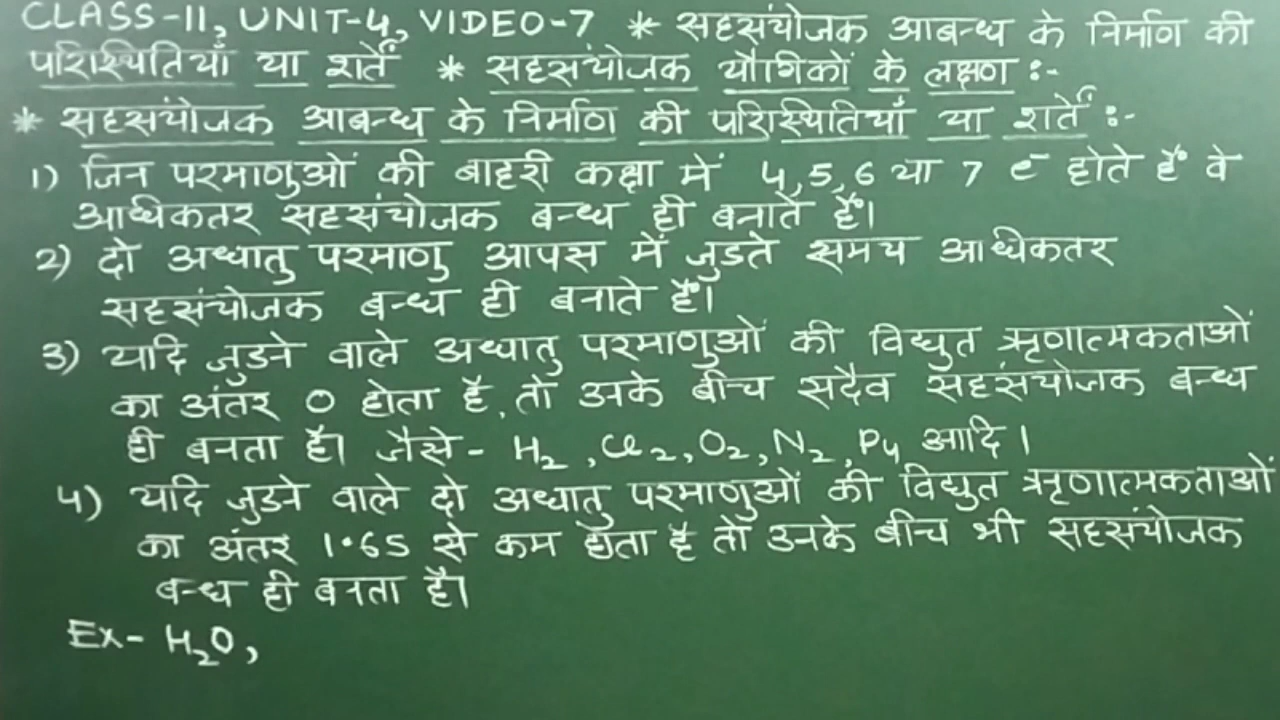 CLASS-11, UNIT-4, VIDEO-7 * सहसंयोजक आबन्ध के निर्माण की
परिस्थितियाँ या शर्तें * सहसंयोजक यौगिकों के लक्षण :-
* सहसंयोजक आबन्ध के निर्माण की परिस्थितियाँ या शर्तें :-
1) जिन परमाणुओं की बाहरी कक्षा में 4,5,6 या 7 e⁻ होते हैं वे
अधिकतर सहसंयोजक बन्ध ही बनाते हैं।
2) दो अधातु परमाणु आपस में जुडते समय अधिकतर
सहसंयोजक बन्ध ही बनाते हैं।
3) यदि जुडने वाले अधातु परमाणुओं की विद्युत ऋणात्मकताओं
का अंतर 0 होता है, तो उनके बीच सदैव सहसंयोजक बन्ध
ही बनता है। जैसे- H₂, Cl₂, O₂, N₂, P₄ आदि।
4) यदि जुडने वाले दो अधातु परमाणुओं की विद्युत ऋणात्मकताओं
का अंतर 1.65 से कम होता है तो उनके बीच भी सहसंयोजक
बन्ध ही बनता है।
Ex- H₂O,